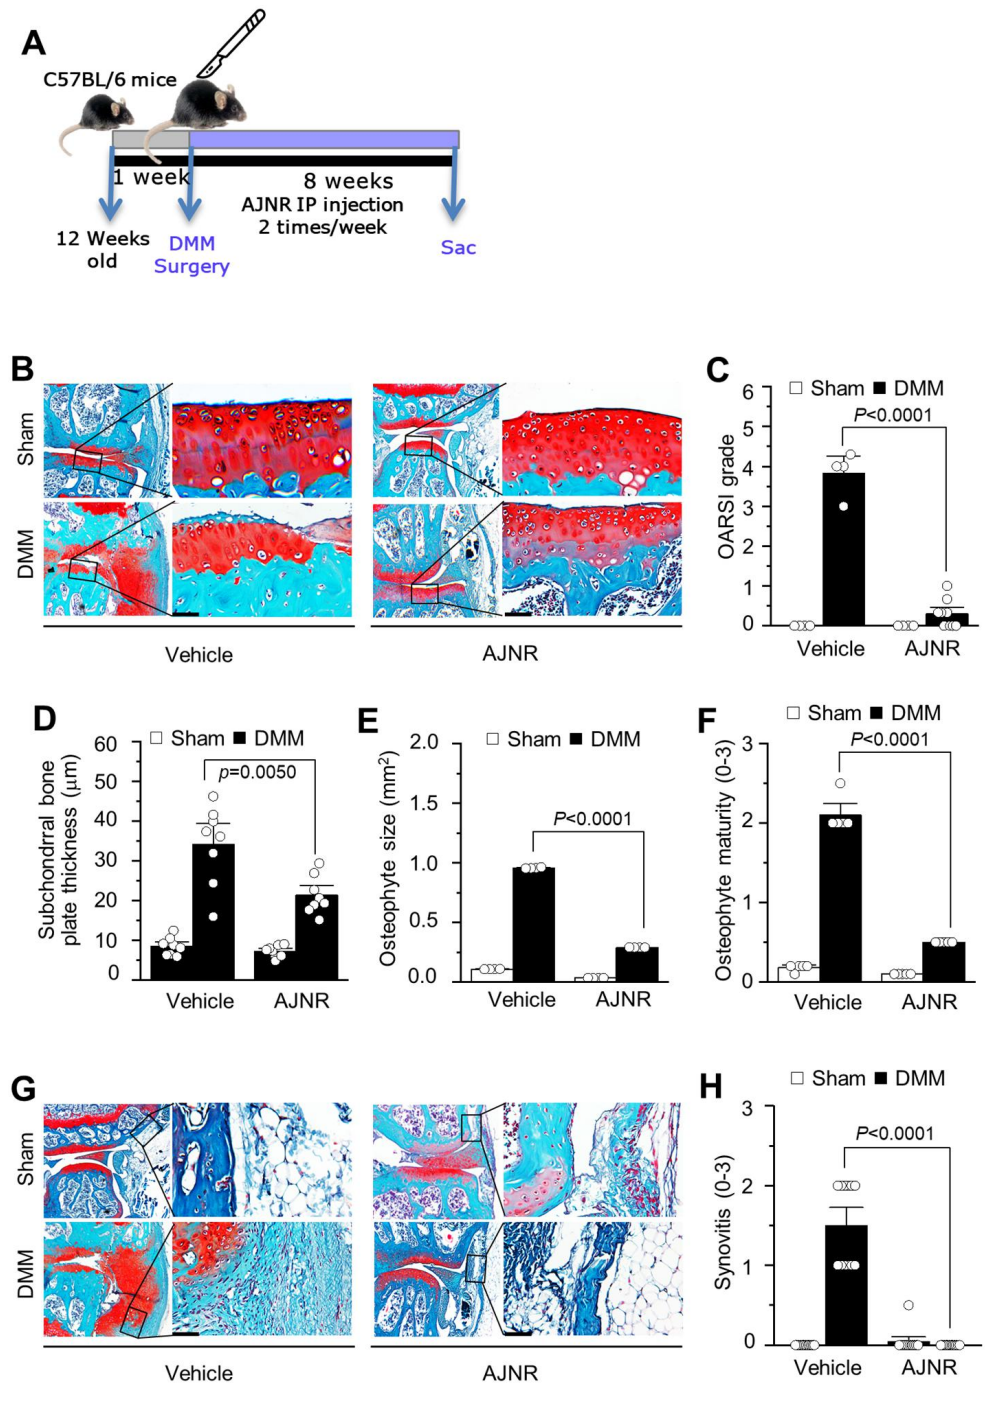 A
C57BL/6 mice
1 week
8 weeks
AJNR IP injection
2 times/week
12 Weeks
old
DMM
Surgery
Sac
B
Sham
DMM
Vehicle
AJNR
C
Sham DMM
P<0.0001
OARSI grade
6
5
4
3
2
1
0
Vehicle AJNR
D
Sham DMM
p=0.0050
Subchondrral bone
plate thickness (μm)
60
50
40
30
20
10
0
Vehicle AJNR
E
Sham DMM
P<0.0001
Osteophyte size (mm²)
2.0
1.5
1.0
0.5
0.0
Vehicle AJNR
F
Sham DMM
P<0.0001
Osteophyte maturity (0-3)
3
2
1
0
Vehicle AJNR
G
Sham
DMM
Vehicle
AJNR
H
Sham DMM
P<0.0001
Synovitis (0-3)
3
2
1
0
Vehicle AJNR